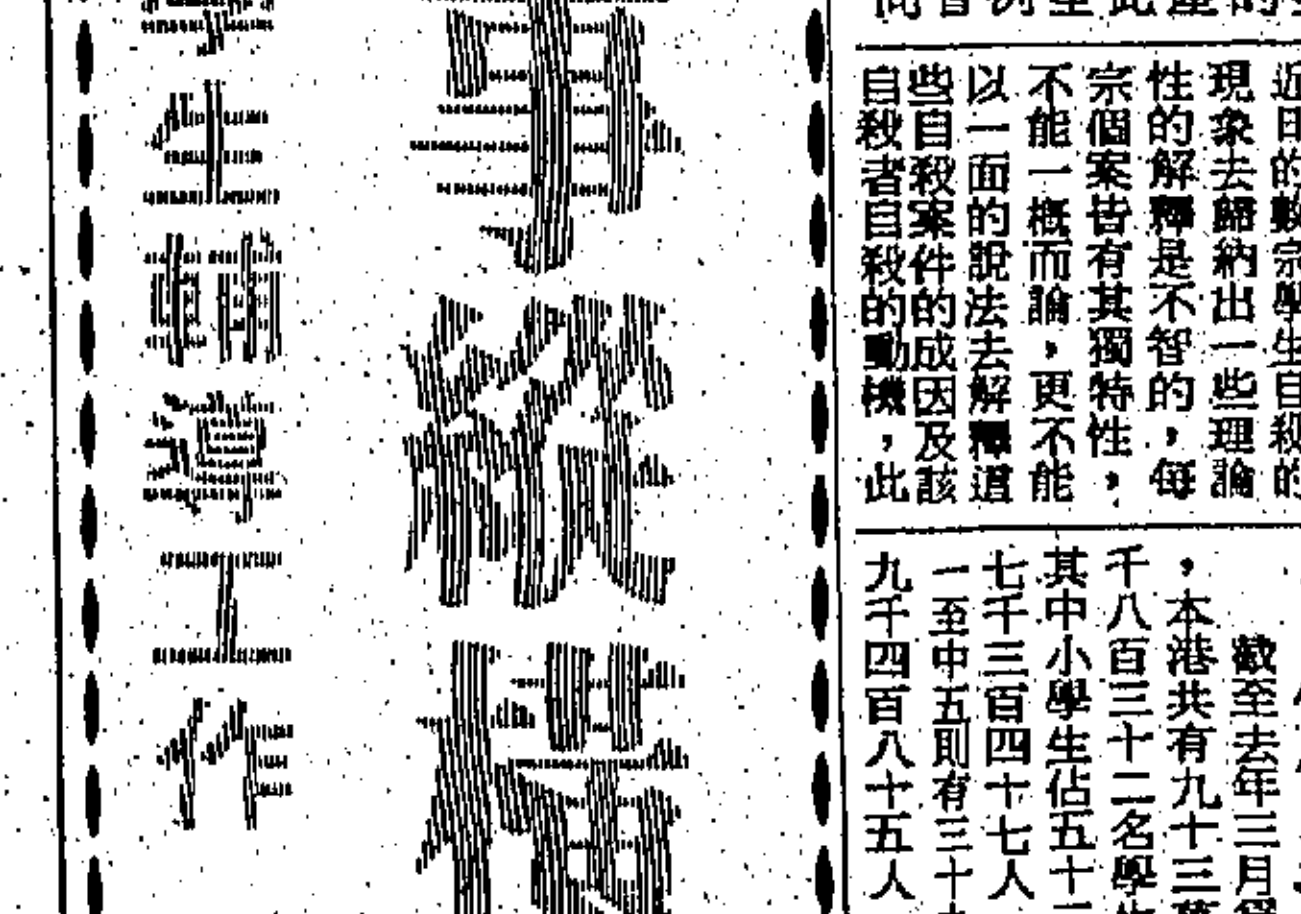 近日的數宗學生自殺的
現象去歸納出一些理論
性的解釋是不智的，每
宗個案皆有其獨特性，
不能一概而論，更不能
以一面的說法去解釋這
些自殺案件的成因及該
自殺者自殺的動機，此
截至去年三月
，本港共有九十三
千八百三十二名學
其中小學生佔五十
七千三百四十七人
一至中五則有三十
九千四百八十五人
事縱橫
生輔導工作